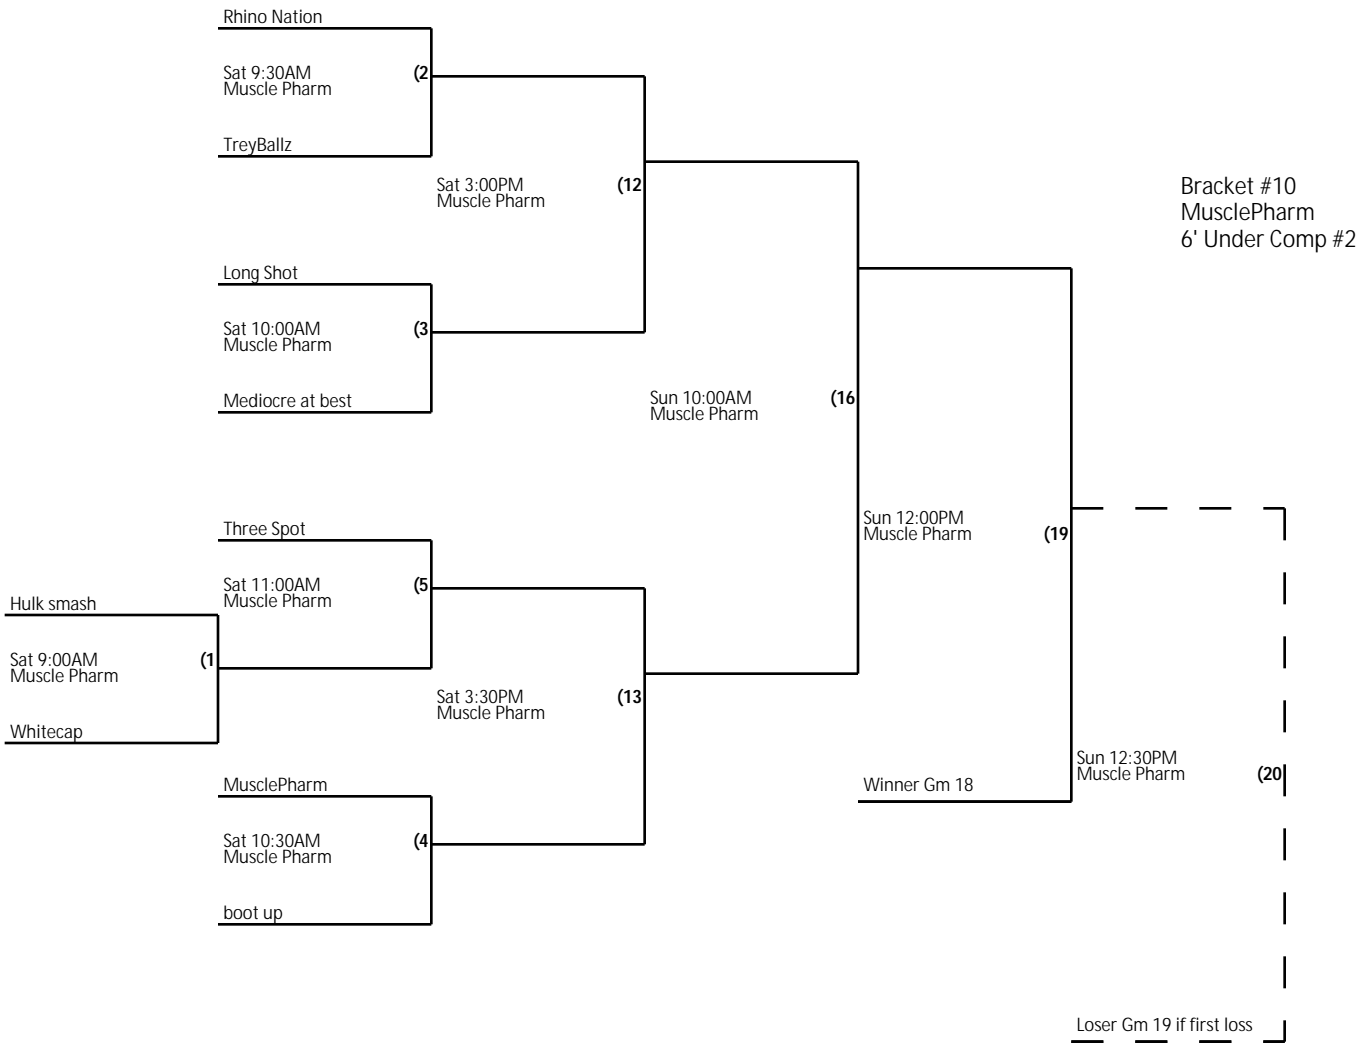 Rhino Nation
Sat 9:30AM
Muscle Pharm
(2
TreyBallz
Sat 3:00PM
Muscle Pharm
(12
Bracket #10
MusclePharm
6' Under Comp #2
Long Shot
Sat 10:00AM
Muscle Pharm
(3
Mediocre at best
Sun 10:00AM
Muscle Pharm
(16
Three Spot
Sun 12:00PM
Muscle Pharm
(19
Sat 11:00AM
Muscle Pharm
(5
Hulk smash
Sat 9:00AM
Muscle Pharm
(1
Whitecap
Sat 3:30PM
Muscle Pharm
(13
MusclePharm
Sat 10:30AM
Muscle Pharm
(4
boot up
Winner Gm 18
Sun 12:30PM
Muscle Pharm
(20
Loser Gm 19 if first loss